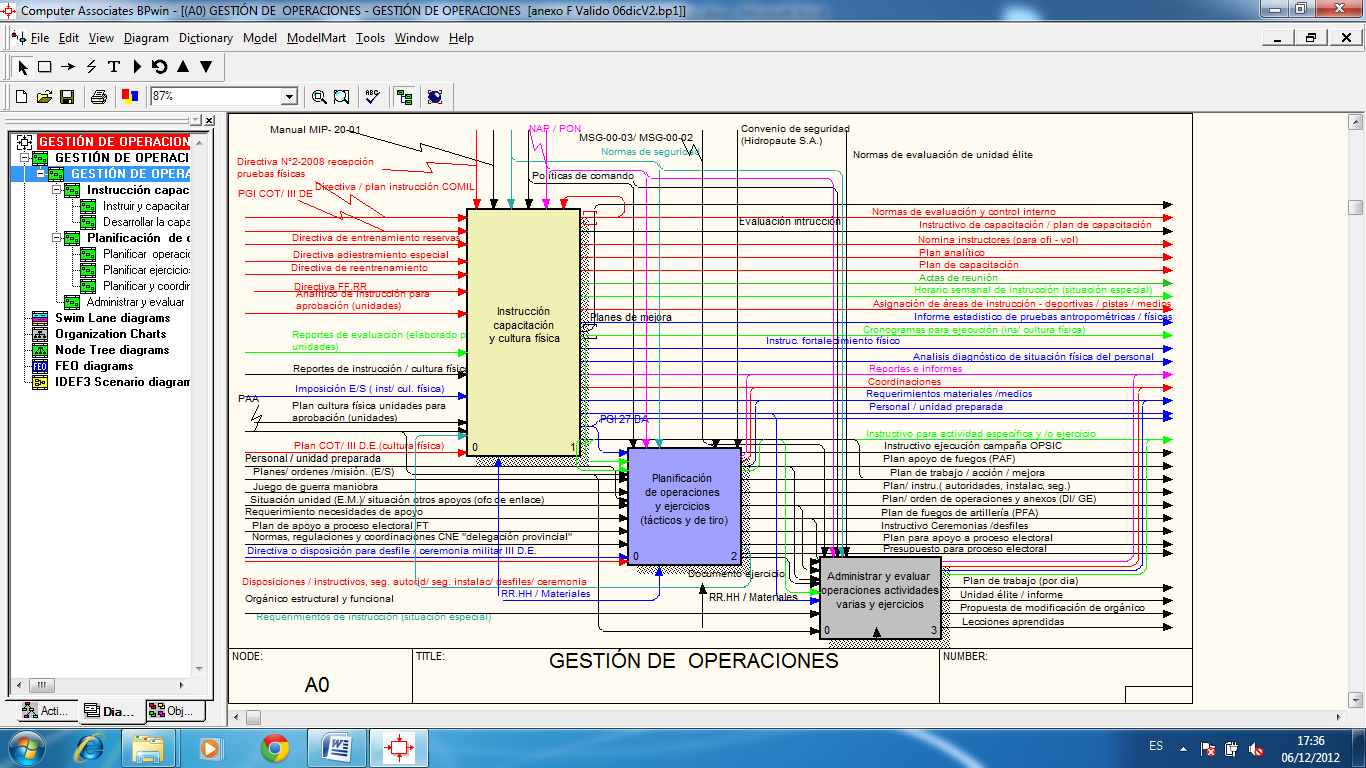 Computer Associates BPwin - [(A0) GESTIÓN DE  OPERACIONES - GESTIÓN DE OPERACIONES  [anexo F Valido 06dicV2.bp1]]
File Edit View Diagram Dictionary Model ModelMart Tools Window Help
87%
GESTIÓN DE OPERACION
GESTIÓN DE OPERACI
GESTIÓN DE OPERA
Instrucción capac
Instruir y capacitar
Desarrollar la capa
Planificación  de o
Planificar  operacio
Planificar ejercicio
Planificar y coordin
Administrar y evaluar
Swim Lane diagrams
Organization Charts
Node Tree diagrams
FEO diagrams
IDEF3 Scenario diagram
Acti...
Dia...
Obj...
Manual MIP- 20-01
NAP / PON
MSG-00-03/ MSG-00-02
Convenio de seguridad
(Hidropaute S.A.)
Normas de seguridad
Normas de evaluación de unidad élite
Directiva Nº2-2008 recepción
pruebas físicas
Políticas de comando
Directiva / plan instrucción COMIL
PGI COT/ III DE
Evaluación intrucción
Directiva de entrenamiento reservas
Directiva adiestramiento especial
Directiva de reentrenamiento
Directiva FF.RR
Analítico de instrucción para
aprobación (unidades)
Reportes de evaluación (elaborado p
unidades)
Reportes de instrucción / cultura física
Imposición E/S ( inst/ cul. física)
PAA
Plan cultura física unidades para
aprobación (unidades)
Plan COT/ III D.E (cultura física)
Personal / unidad preparada
Planes/ ordenes /misión. (E/S)
Juego de guerra maniobra
Situación unidad (E.M.)/ situación otros apoyos (ofc de enlace)
Requerimiento necesidades de apoyo
Plan de apoyo a proceso electoral FT
Normas, regulaciones y coordinaciones CNE "delegación provincial"
Directiva o disposición para desfile / ceremonia militar III D.E.
Disposiciones / instructivos, seg. autorid/ seg. instalac/ desfiles/ ceremonia
Orgánico estructural y funcional
Requerimientos de instrucción (situación especial)
Instrucción
capacitación
y cultura física
0 1
Planes de mejora
Instruc. fortalecimiento físico
PGI 27 BA
Planificación
de operaciones
y ejercicios
(tácticos y de tiro)
0 2
RR.HH / Materiales
Documento ejercicio
RR.HH / Materiales
Administrar y evaluar
operaciones actividades
varias y ejercicios
0 3
Normas de evaluación y control interno
Instructivo de capacitación / plan de capacitación
Nomina instructores (para ofi - vol)
Plan analítico
Plan de capacitación
Actas de reunión
Horario semanal de instrucción (situación especial)
Asignación de áreas de instrucción - deportivas / pistas / medios
Informe estadistico de pruebas antropométricas / físicas
Cronogramas para ejecución (ins/ cultura física)
Analisis diagnóstico de situación física del personal
Reportes e informes
Coordinaciones
Requerimientos materiales /medios
Personal / unidad preparada
Instructivo para actividad específica y /o ejercicio
Instructivo ejecución campaña OPSIC
Plan apoyo de fuegos (PAF)
Plan de trabajo / acción / mejora
Plan/ instru.( autoridades, instalac, seg.)
Plan/ orden de operaciones y anexos (DI/ GE)
Plan de fuegos de artillería (PFA)
Instructivo Ceremonias /desfiles
Plan para apoyo a proceso electoral
Presupuesto para proceso electoral
Plan de trabajo (por dia)
Unidad élite / informe
Propuesta de modificación de orgánico
Lecciones aprendidas
NODE:
A0
TITLE:
GESTIÓN DE  OPERACIONES
NUMBER:
ES
17:36
06/12/2012